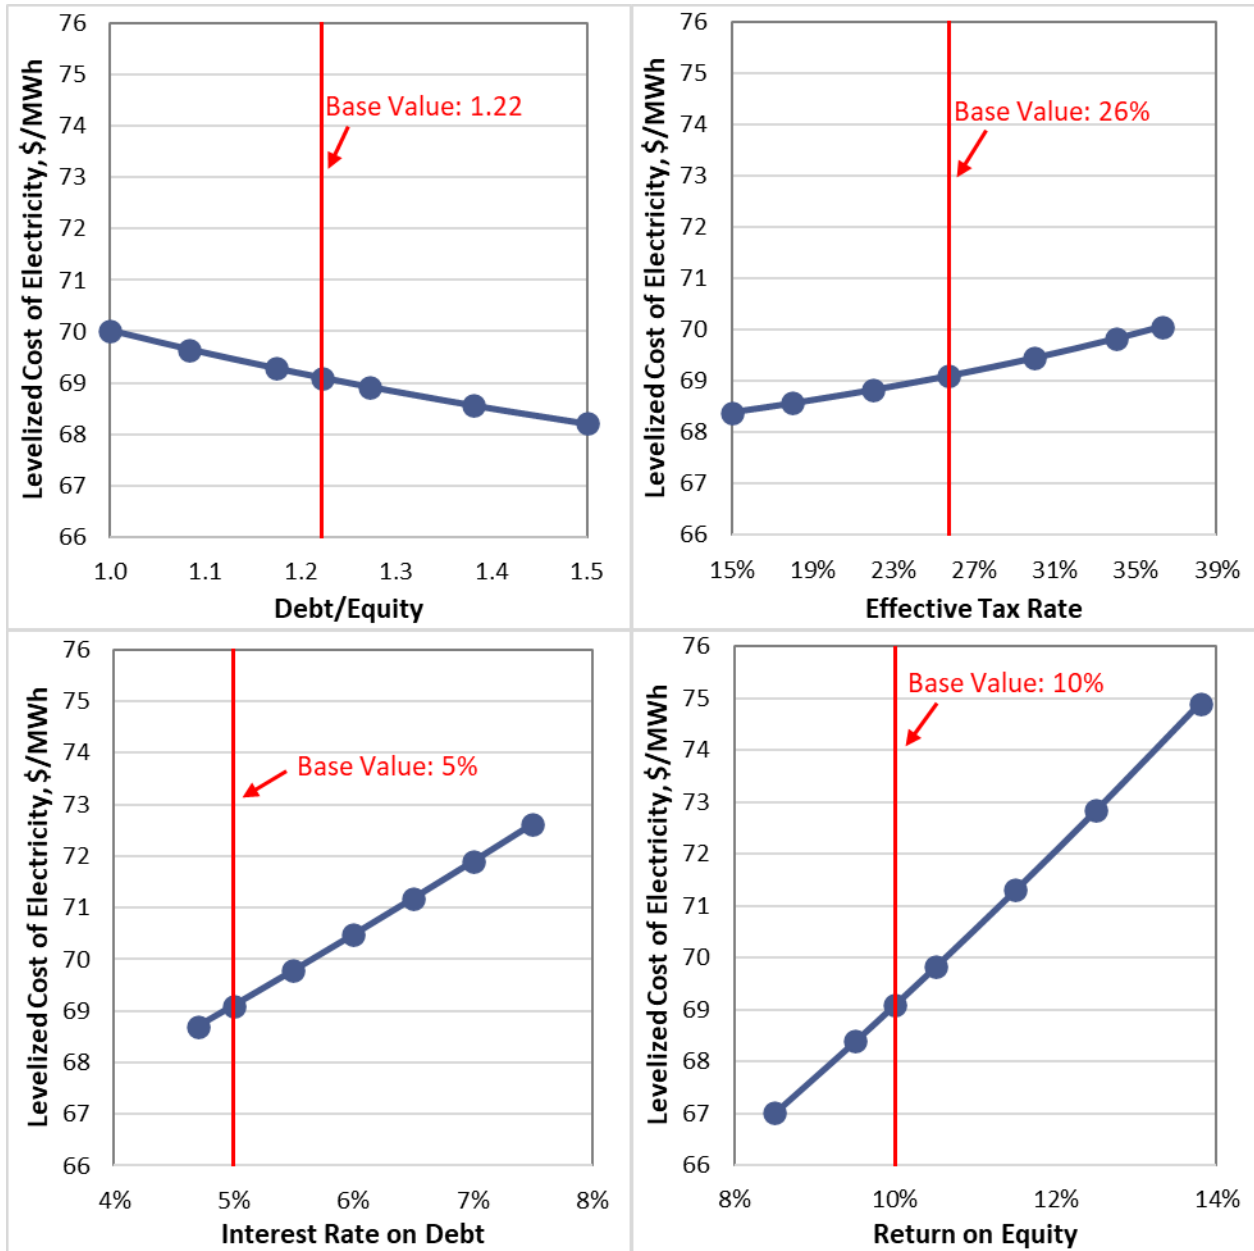 Levelized Cost of Electricity, $/MWh
76
75
74
73
72
71
70
69
68
67
66
Base Value: 1.22
1.0 1.1 1.2 1.3 1.4 1.5
Debt/Equity
Levelized Cost of Electricity, $/MWh
76
75
74
73
72
71
70
69
68
67
66
Base Value: 26%
15% 19% 23% 27% 31% 35% 39%
Effective Tax Rate
Levelized Cost of Electricity, $/MWh
76
75
74
73
72
71
70
69
68
67
66
Base Value: 5%
4% 5% 6% 7% 8%
Interest Rate on Debt
Levelized Cost of Electricity, $/MWh
76
75
74
73
72
71
70
69
68
67
66
Base Value: 10%
8% 10% 12% 14%
Return on Equity